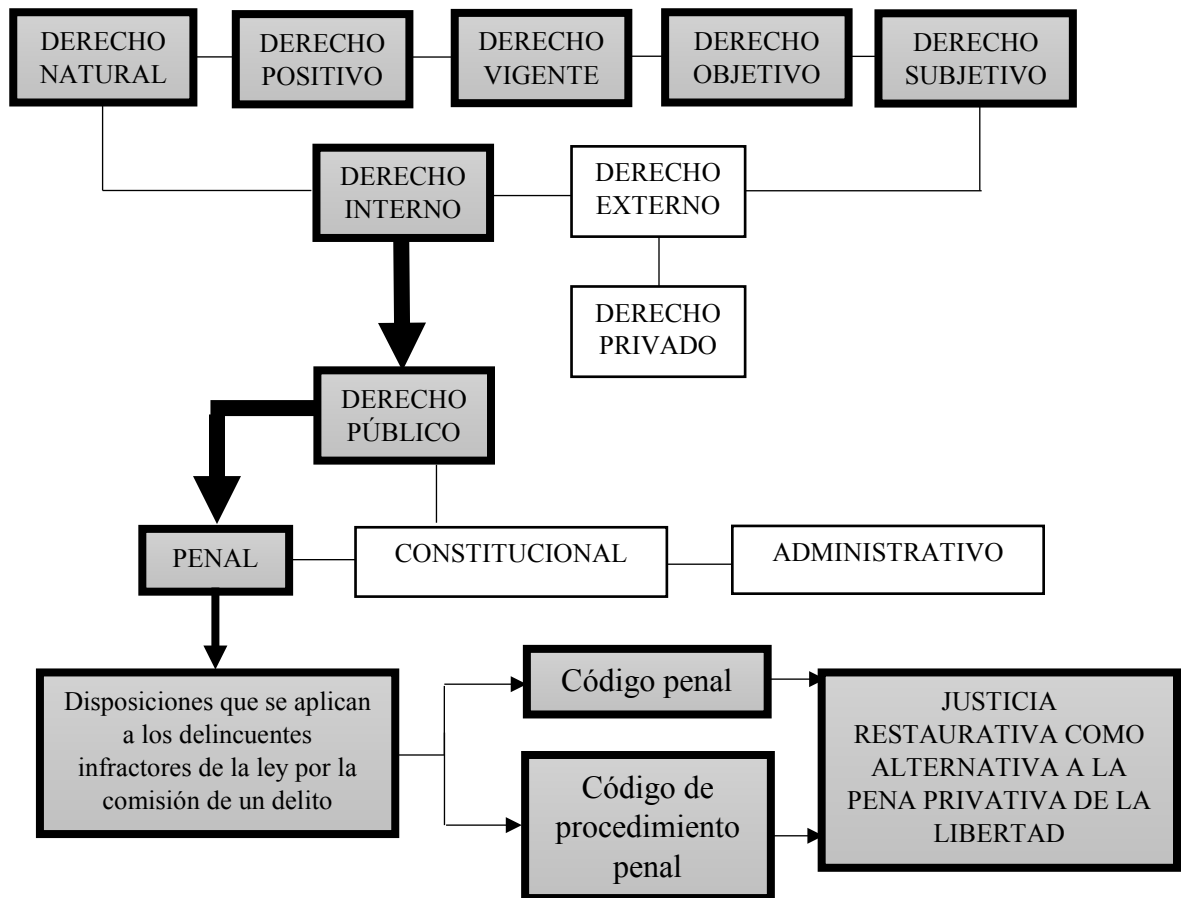 DERECHO
NATURAL
DERECHO
POSITIVO
DERECHO
VIGENTE
DERECHO
OBJETIVO
DERECHO
SUBJETIVO
DERECHO
INTERNO
DERECHO
EXTERNO
DERECHO
PRIVADO
DERECHO
PÚBLICO
PENAL
CONSTITUCIONAL
ADMINISTRATIVO
Disposiciones que se aplican
a los delincuentes
infractores de la ley por la
comisión de un delito
Código penal
Código de
procedimiento
penal
JUSTICIA
RESTAURATIVA COMO
ALTERNATIVA A LA
PENA PRIVATIVA DE LA
LIBERTAD